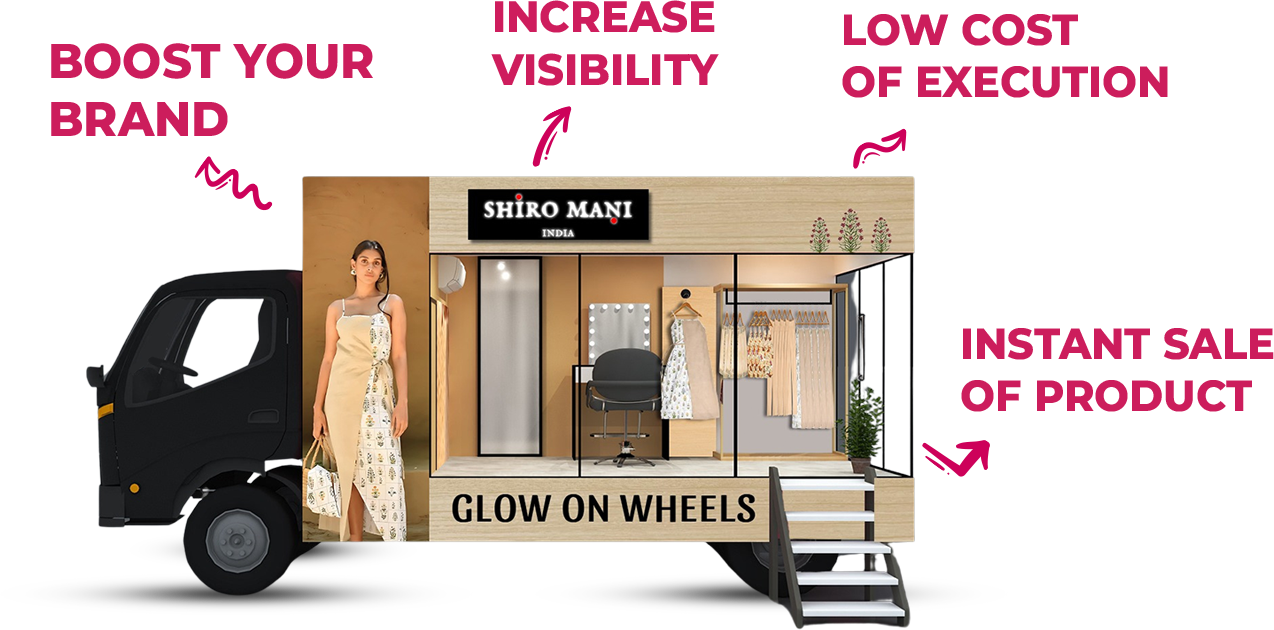 BOOST YOUR
BRAND
INCREASE
VISIBILITY
LOW COST
OF EXECUTION
SHIRO MANI
INDIA
INSTANT SALE
OF PRODUCT
GLOW ON WHEELS